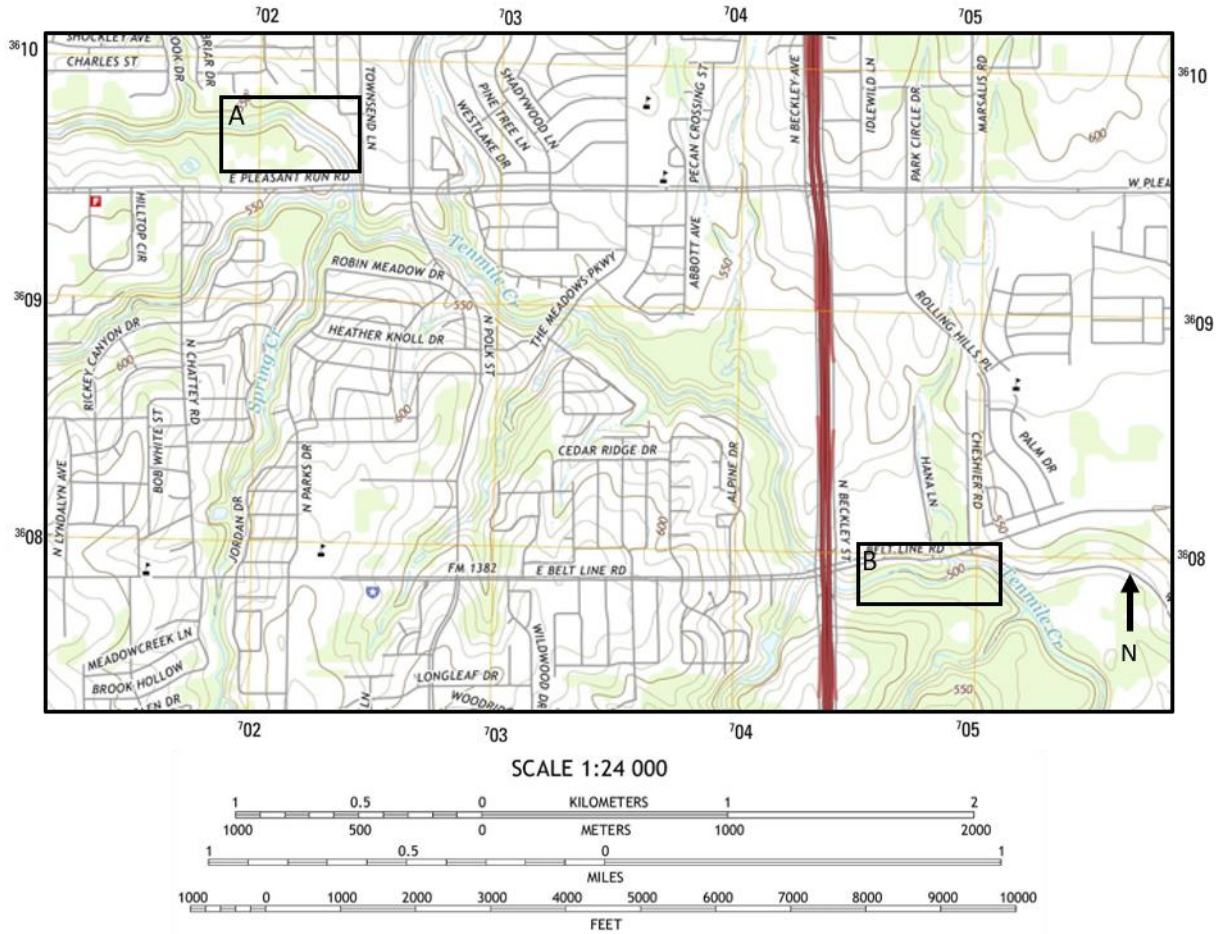 702 703 704 705
3610
3610
SHOCKLEY AVE
CHARLES ST
BRIAR DR
TOWNSEND LN
SHADYWOOD LN
PINE TREE LN
WESTLAKE DR
PECAN CROSSING ST
N BECKLEY AVE
IDLEWILD LN
PARK CIRCLE DR
MARSALIS RD
600
A
E PLEASANT RUN RD
W PLEA
P
HILLTOP CIR
550
Tenmile Cr
ABBOTT AVE
550
ROBIN MEADOW DR
3609
550
THE MEADOWS PKWY
ROLLING HILLS PL
3609
RICKEY CANYON DR
HEATHER KNOLL DR
N POLK ST
600
N CHATTEY RD
Spring Cr
600
BOB WHITE ST
CEDAR RIDGE DR
ALPINE DR
HANA LN
CHESHIER RD
PALM DR
N LYNDALYN AVE
N PARKS DR
JORDAN DR
600
N BECKLEY ST
550
3608
BELT LINE RD
3608
B
500
FM 1382
E BELT LINE RD
Tenmile Cr
MEADOWCREEK LN
BROOK HOLLOW
WILDWOOD DR
N
LONGLEAF DR
550
702 703 704 705
SCALE 1:24 000
1 0.5 0 KILOMETERS 1 2
1000 500 0 METERS 1000 2000
1 0.5 0 1
MILES
1000 0 1000 2000 3000 4000 5000 6000 7000 8000 9000 10000
FEET